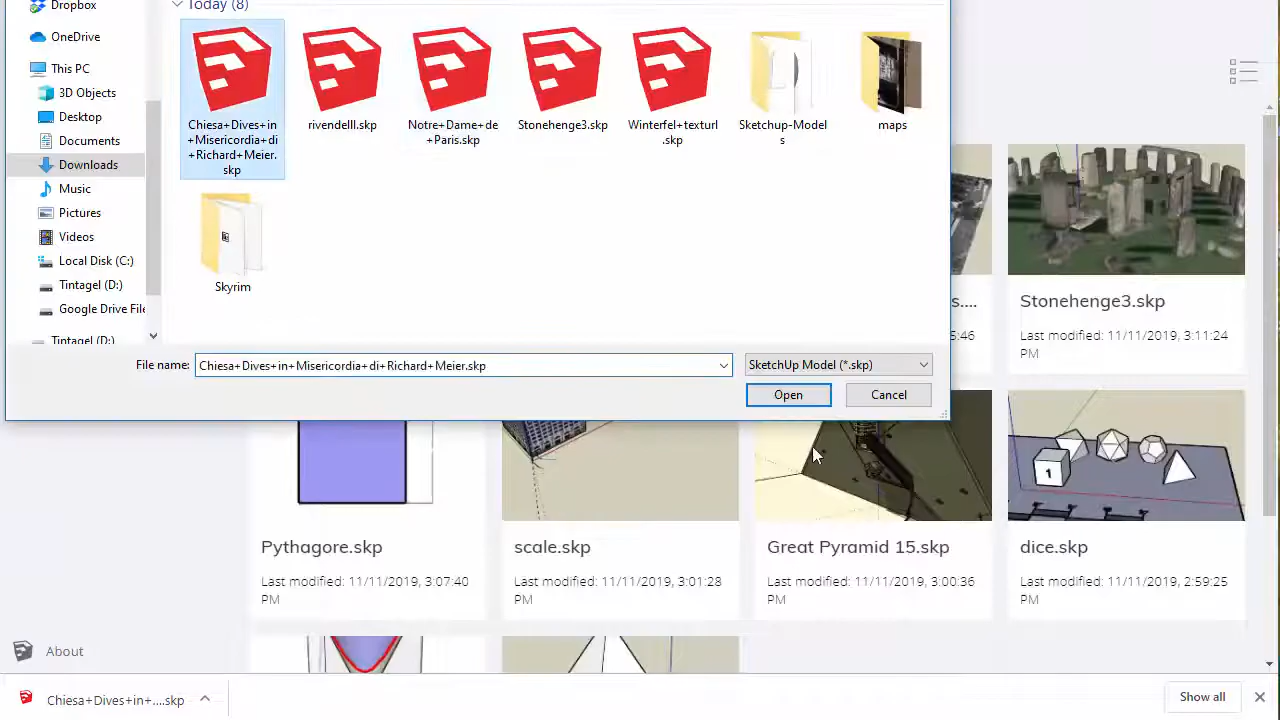 Dropbox
OneDrive
This PC
3D Objects
Desktop
Documents
Downloads
Music
Pictures
Videos
Local Disk (C:)
Tintagel (D:)
Google Drive File
Tintagel (D:)
Today (8)
Chiesa+Dives+in
+Misericordia+di
+Richard+Meier.
skp
rivendelll.skp
Notre+Dame+de
+Paris.skp
Stonehenge3.skp
Winterfel+texturl
.skp
Sketchup-Model
s
maps
Skyrim
File name:
Chiesa+Dives+in+Misericordia+di+Richard+Meier.skp
SketchUp Model (*.skp)
Open
Cancel
s....
5:46
Stonehenge3.skp
Last modified: 11/11/2019, 3:11:24
PM
1
Pythagore.skp
Last modified: 11/11/2019, 3:07:40
PM
scale.skp
Last modified: 11/11/2019, 3:01:28
PM
Great Pyramid 15.skp
Last modified: 11/11/2019, 3:00:36
PM
dice.skp
Last modified: 11/11/2019, 2:59:25
PM
About
Chiesa+Dives+in+....skp
Show all